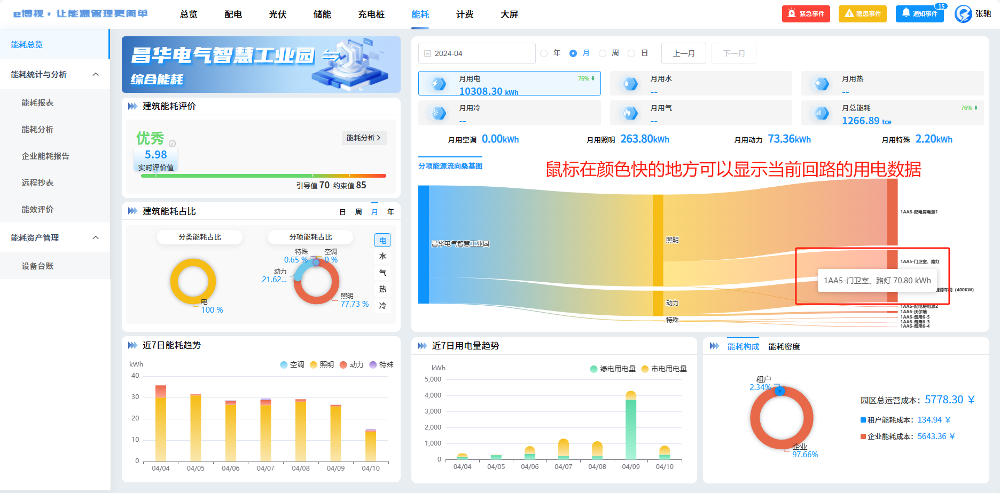 e博视，让能源管理更简单
总览 配电 光伏 储能 充电桩 能耗 计费 大屏
紧急事件 隐患事件 通知事件 15 张驰
能耗总览
能耗统计与分析
能耗报表
能耗分析
企业能耗报告
远程抄表
能效评价
能耗资产管理
设备台账
昌华电气智慧工业园
综合能耗
建筑能耗评价
优秀
能耗分析
5.98
实时评价值
引导值 70 约束值 85
建筑能耗占比
日 周 月 年
分类能耗占比
分项能耗占比
电
水
气
热
冷
电
100 %
特殊
0.65 %
空调
0 %
动力
21.62...
照明
77.73 %
近7日能耗趋势
kWh
空调 照明 动力 特殊
40
30
20
10
0
04/04 04/05 04/06 04/07 04/08 04/09 04/10
2024-04
年 月 周 日
上一月 下一月
月用电
76%
10308.30 kWh
月用水
--
月用热
--
月用冷
--
月用气
--
月总能耗
76%
1266.89 tce
月用空调 0.00kWh
月用照明 263.80kWh
月用动力 73.36kWh
月用特殊 2.20kWh
分项能源流向桑基图
鼠标在颜色快的地方可以显示当前回路的用电数据
昌华电气智慧工业园
照明
动力
特殊
1AA6-配电房电源1
1AA5-门卫室、路灯
1AA5-门卫室、路灯 70.80 kWh
能源车间（400KW)
1AA6-配电房电源2
1AA6-沃尔瑞
1AA6-备用6-5
1AA6-备用6-3
1AA6-备用6-4
近7日用电量趋势
kWh
绿电用电量 市电用电量
5,000
4,000
3,000
2,000
1,000
0
04/04 04/05 04/06 04/07 04/08 04/09 04/10
能耗构成 能耗密度
租户
2.34%
企业
97.66%
园区总运营成本：5778.30 ￥
租户能耗成本：134.94 ￥
企业能耗成本：5643.36 ￥